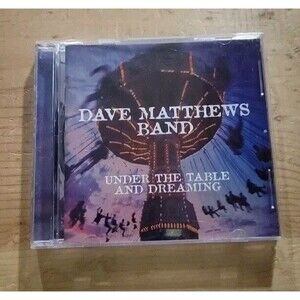 DAVE MATTHEWS
BAND
UNDER THE TABLE
AND DREAMING